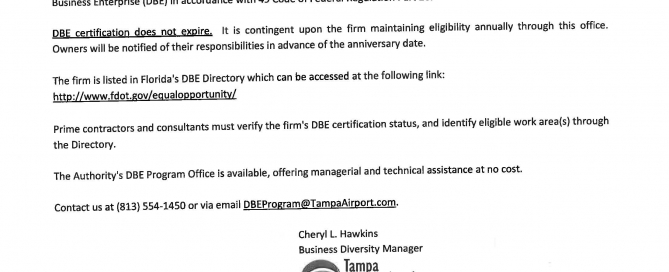 Business Enterprise (DBE) in accordance with 49 Code of Federal Regulation Part
DBE certification does not expire. It is contingent upon the firm maintaining eligibility annually through this office.
Owners will be notified of their responsibilities in advance of the anniversary date.
The firm is listed in Florida's DBE Directory which can be accessed at the following link:
http://www.fdot.gov/equalopportunity/
Prime contractors and consultants must verify the firm's DBE certification status, and identify eligible work area(s) through
the Directory.
The Authority's DBE Program Office is available, offering managerial and technical assistance at no cost.
Contact us at (813) 554-1450 or via email DBEProgram@TampaAirport.com.
Cheryl L. Hawkins
Business Diversity Manager
Tampa